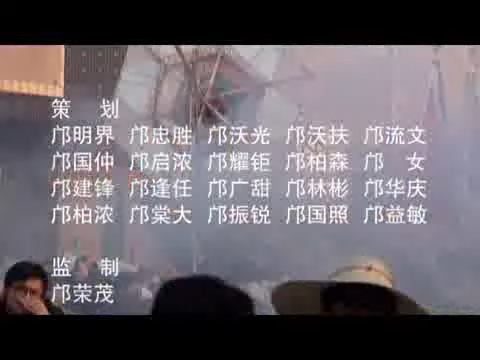 策 划
邝明界 邝忠胜 邝沃光 邝沃扶 邝流文
邝国仲 邝启浓 邝耀钜 邝柏森 邝 女
邝建锋 邝逢任 邝广甜 邝林彬 邝华庆
邝柏浓 邝棠大 邝振锐 邝国照 邝益敏
监 制
邝荣茂